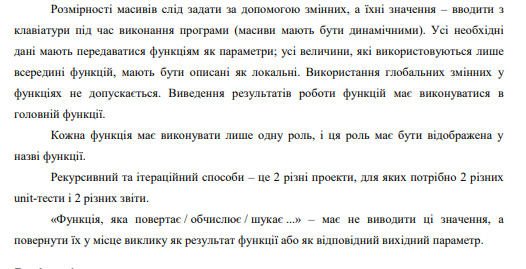 Розмірності масивів слід задати за допомогою змінних, а їхні значення – вводити з
клавіатури під час виконання програми (масиви мають бути динамічними). Усі необхідні
дані мають передаватися функціям як параметри; усі величини, які використовуються лише
всередині функцій, мають бути описані як локальні. Використання глобальних змінних у
функціях не допускається. Виведення результатів роботи функцій має виконуватися в
головній функції.
Кожна функція має виконувати лише одну роль, і ця роль має бути відображена у
назві функції.
Рекурсивний та ітераційний способи – це 2 різні проекти, для яких потрібно 2 різних
unit-тести і 2 різних звіти.
«Функція, яка повертає / обчислює / шукає ...» – має не виводити ці значення, а
повернути їх у місце виклику як результат функції або як відповідний вихідний параметр.